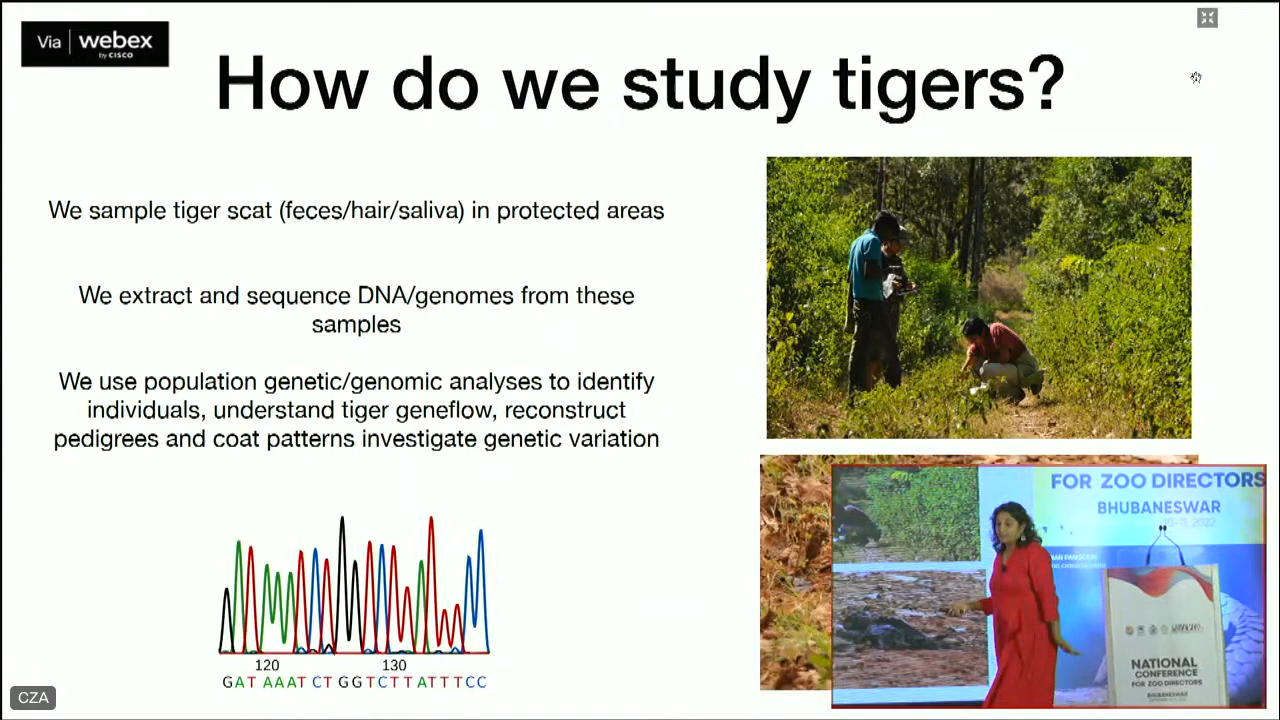 Via webex
by CISCO
How do we study tigers?
We sample tiger scat (feces/hair/saliva) in protected areas
We extract and sequence DNA/genomes from these
samples
We use population genetic/genomic analyses to identify
individuals, understand tiger geneflow, reconstruct
pedigrees and coat patterns investigate genetic variation
120 130
GAT AAAT CT GGTCTTATTTCC
FOR ZOO DIRECTORS
BHUBANESWAR
NATIONAL
CONFERENCE
FOR ZOO DIRECTORS
BHUBANESWAR
CZA